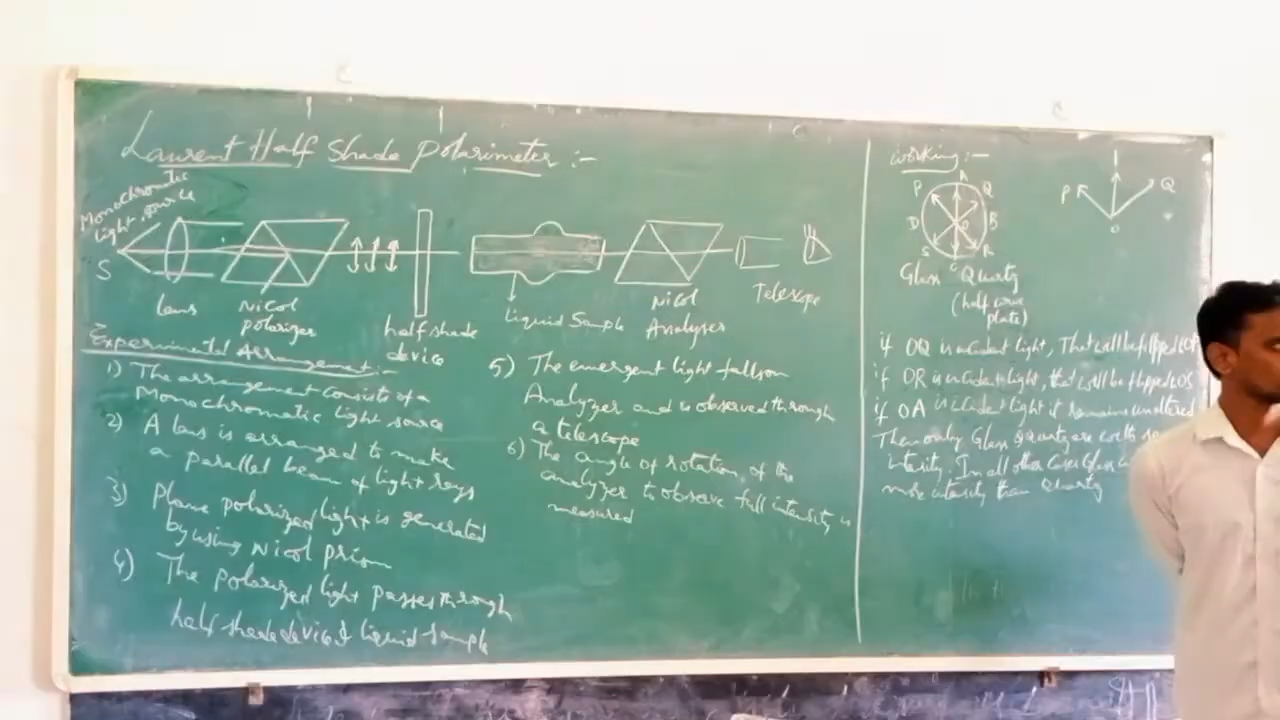 Laurent Half Shade Polarimeter :-
Monochromatic
light source
S
lens
Nicol
polarizer
half shade
device
Liquid Sample
Nicol
Analyser
Telescope
Experimental Arrangement :-
1) The arrangement consists of a
Monochromatic light source
2) A lens is arranged to make
a parallel beam of light rays
3) Plane polarized light is generated
by using Nicol prism
4) The polarized light passes through
half shade device & liquid sample
5) The emergent light falls on
Analyzer and is observed through
a telescope
6) The angle of rotation of the
analyzer to observe full intensity is
measured
working :-
A
P Q
D B
S R
C
Glass Quartz
(half wave
plate)
P Q
O
if OQ is incident light, That will be flipped
if OR is incident light, that will be flipped OS
if OA is incident light it remains unaltered
Then only Glass Quartz are
intensity. In all other Cases Glass
more intensity than Quartz